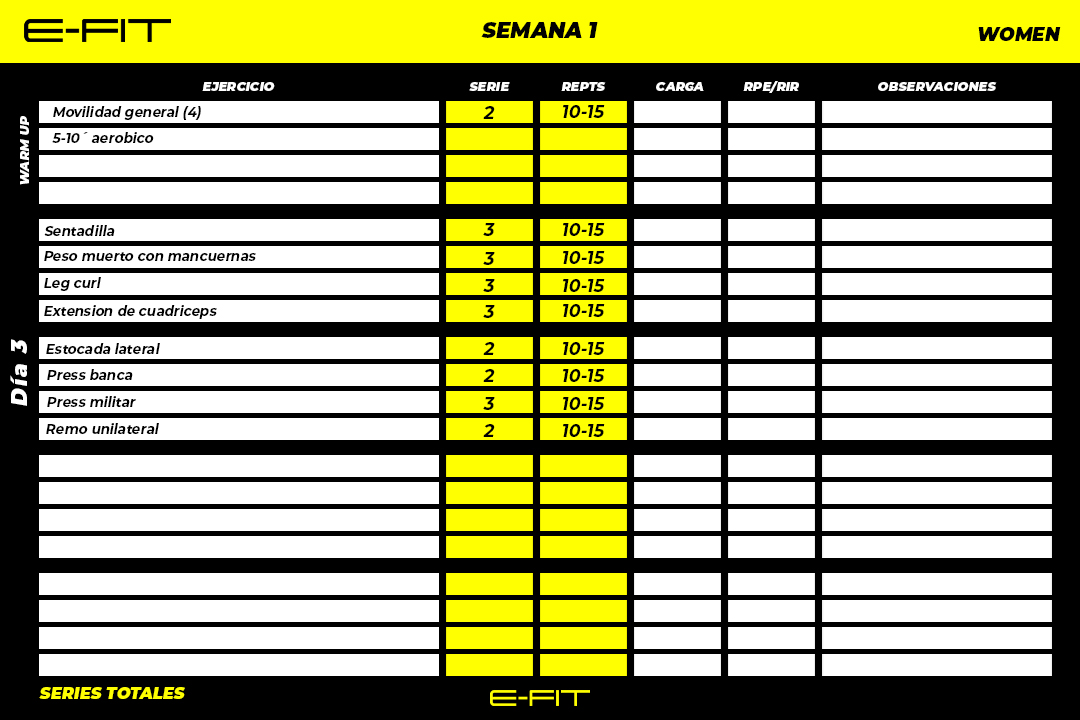 E-FIT
SEMANA 1
WOMEN
EJERCICIO SERIE REPTS CARGA RPE/RIR OBSERVACIONES
WARM UP
Movilidad general (4) 2 10-15
5-10´ aerobico
Día 3
Sentadilla 3 10-15
Peso muerto con mancuernas 3 10-15
Leg curl 3 10-15
Extension de cuadriceps 3 10-15
Estocada lateral 2 10-15
Press banca 2 10-15
Press militar 3 10-15
Remo unilateral 2 10-15
SERIES TOTALES
E-FIT